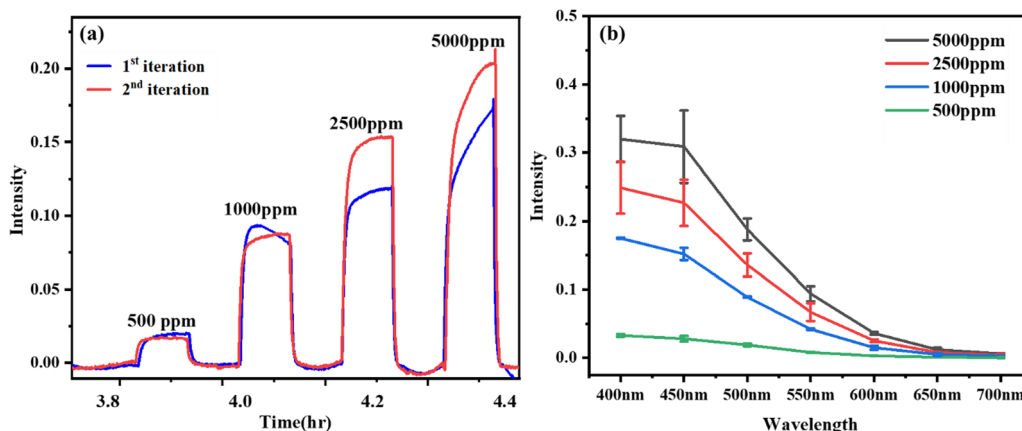 (a)
1st iteration
2nd iteration
500 ppm
1000ppm
2500ppm
5000ppm
Intensity
0.20
0.15
0.10
0.05
0.00
3.8 4.0 4.2 4.4
Time(hr)
(b)
5000ppm
2500ppm
1000ppm
500ppm
Intensity
0.5
0.4
0.3
0.2
0.1
0.0
400nm 450nm 500nm 550nm 600nm 650nm 700nm
Wavelength